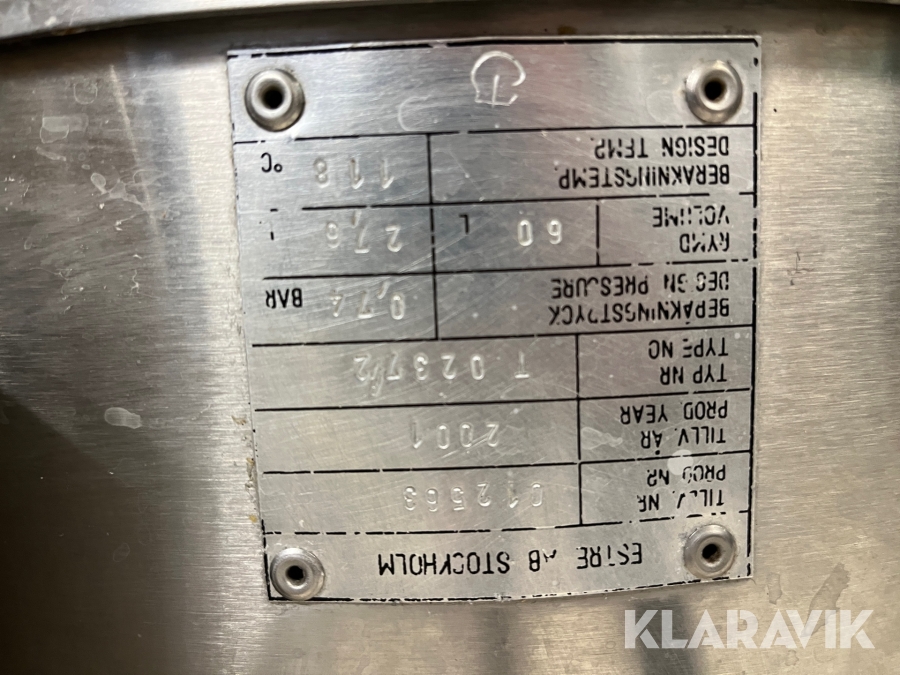 ESTRE AB STOCKHOLM
TILLV. NR 012563
PROD NR
TILLV. ÅR 2001
PROD YEAR
TYP NR T 02372
TYPE NO
BERÄKNINGSTRYCK 0,74 BAR
DESIGN PRESSURE
RYMD 60 L 27,6
VOLUME
BERÄKNINGSTEMP. 118 °C
DESIGN TEMP.
KLARAVIK